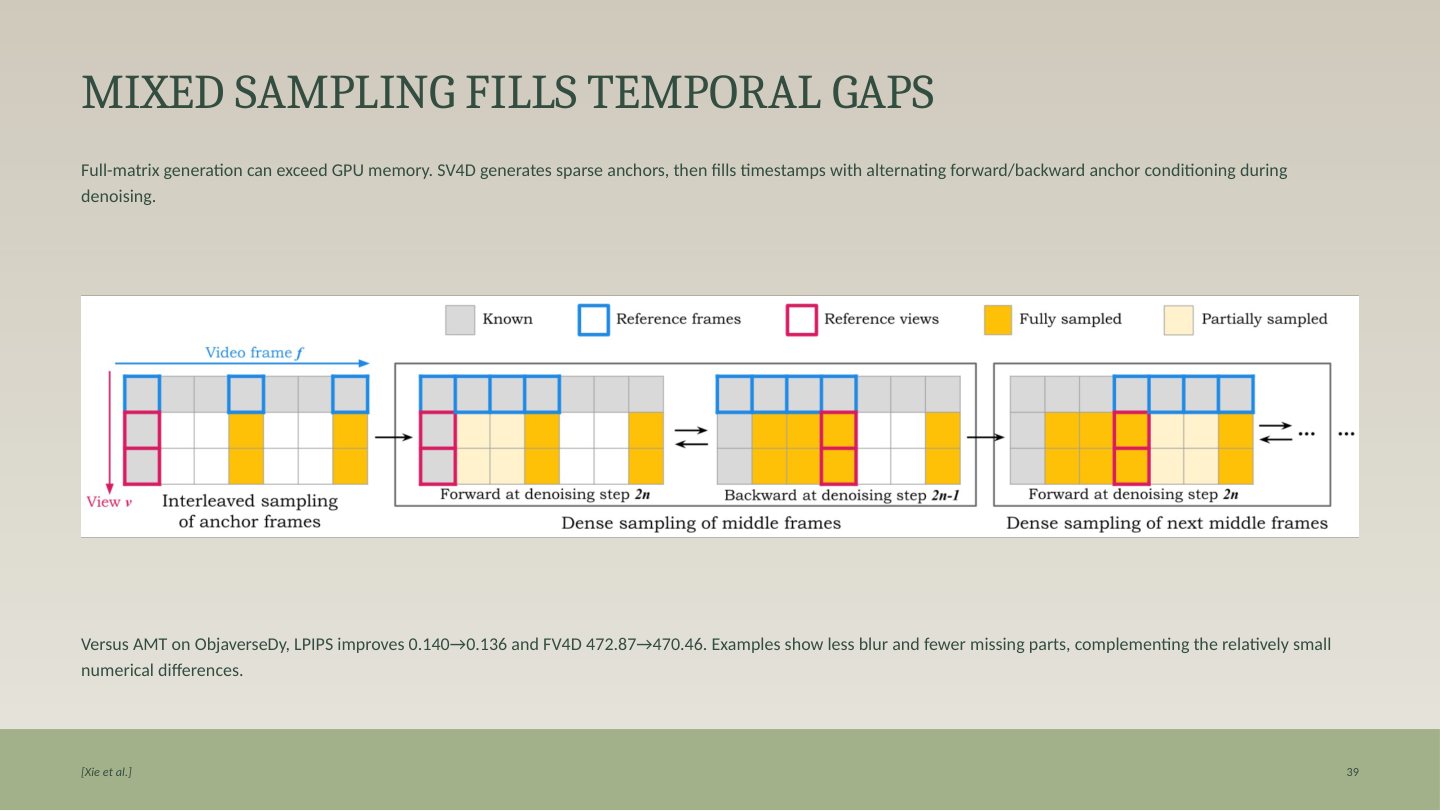 MIXED SAMPLING FILLS TEMPORAL GAPS
Full-matrix generation can exceed GPU memory. SV4D generates sparse anchors, then fills timestamps with alternating forward/backward anchor conditioning during
denoising.
Known
Reference frames
Reference views
Fully sampled
Partially sampled
Video frame f
View v
Interleaved sampling
of anchor frames
Forward at denoising step 2n
Backward at denoising step 2n-1
Dense sampling of middle frames
Forward at denoising step 2n
Dense sampling of next middle frames
...
...
Versus AMT on ObjaverseDy, LPIPS improves 0.140→0.136 and FV4D 472.87→470.46. Examples show less blur and fewer missing parts, complementing the relatively small
numerical differences.
[Xie et al.]
39